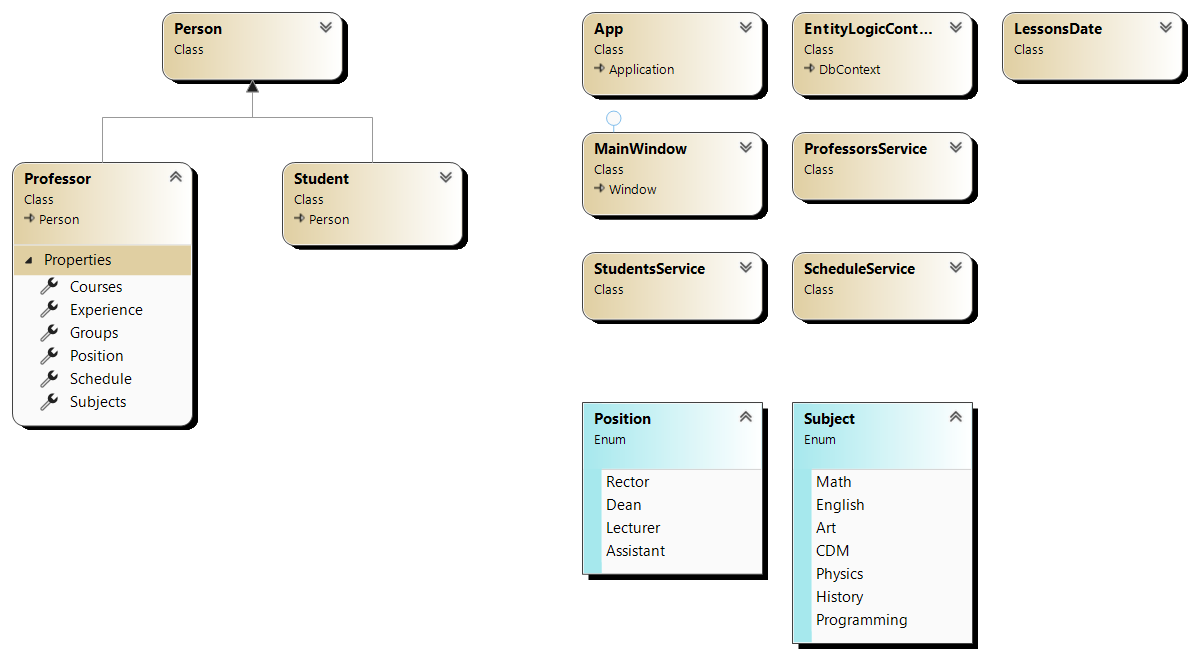 Person
Class
Professor
Class
Person
Properties
Courses
Experience
Groups
Position
Schedule
Subjects
Student
Class
Person
App
Class
Application
EntityLogicCont...
Class
DbContext
LessonsDate
Class
MainWindow
Class
Window
ProfessorsService
Class
StudentsService
Class
ScheduleService
Class
Position
Enum
Rector
Dean
Lecturer
Assistant
Subject
Enum
Math
English
Art
CDM
Physics
History
Programming